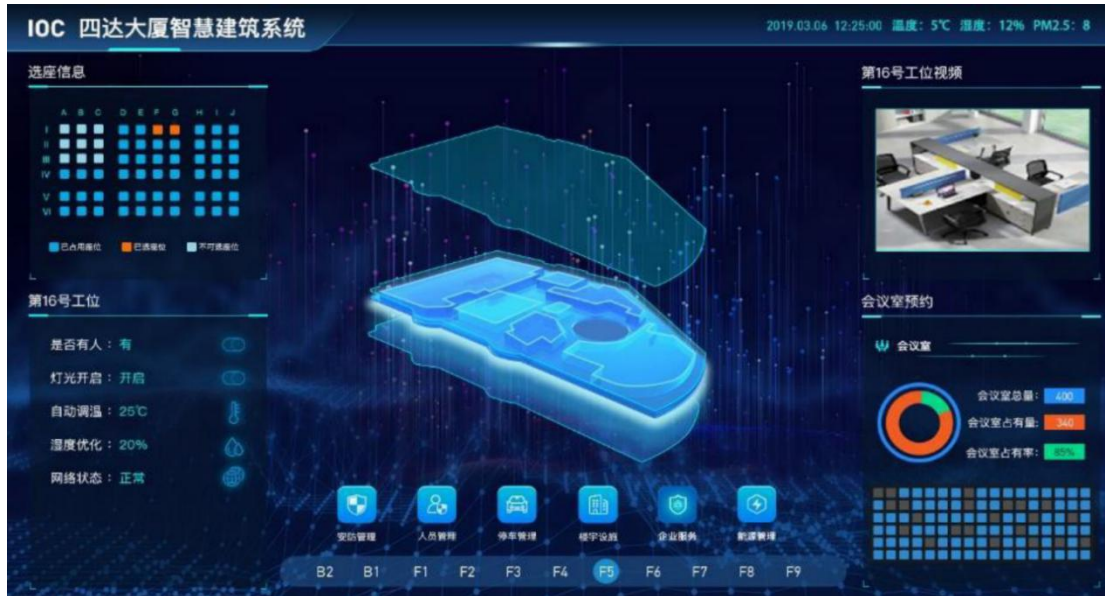 IOC 四达大厦智慧建筑系统
2019.03.06 12:25:00 温度：5℃ 湿度：12% PM2.5：8
选座信息
A B C D E F G H I J
I
II
III
IV
V
VI
已占用座位 已选座位 不可选座位
第16号工位
是否有人：有
灯光开启：开启
自动调温：25℃
湿度优化：20%
网络状态：正常
安防管理 人员管理 停车管理 楼宇设施 企业服务 能源管理
B2 B1 F1 F2 F3 F4 F5 F6 F7 F8 F9
第16号工位视频
会议室预约
会议室
会议室总量：400
会议室占有量：340
会议室占有率：85%